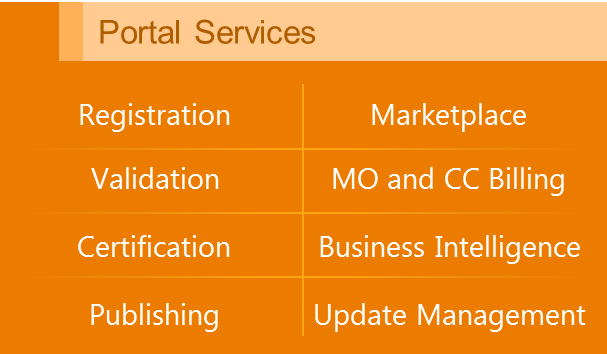 Portal Services
Registration
Marketplace
Validation
MO and CC Billing
Certification
Business Intelligence
Publishing
Update Management